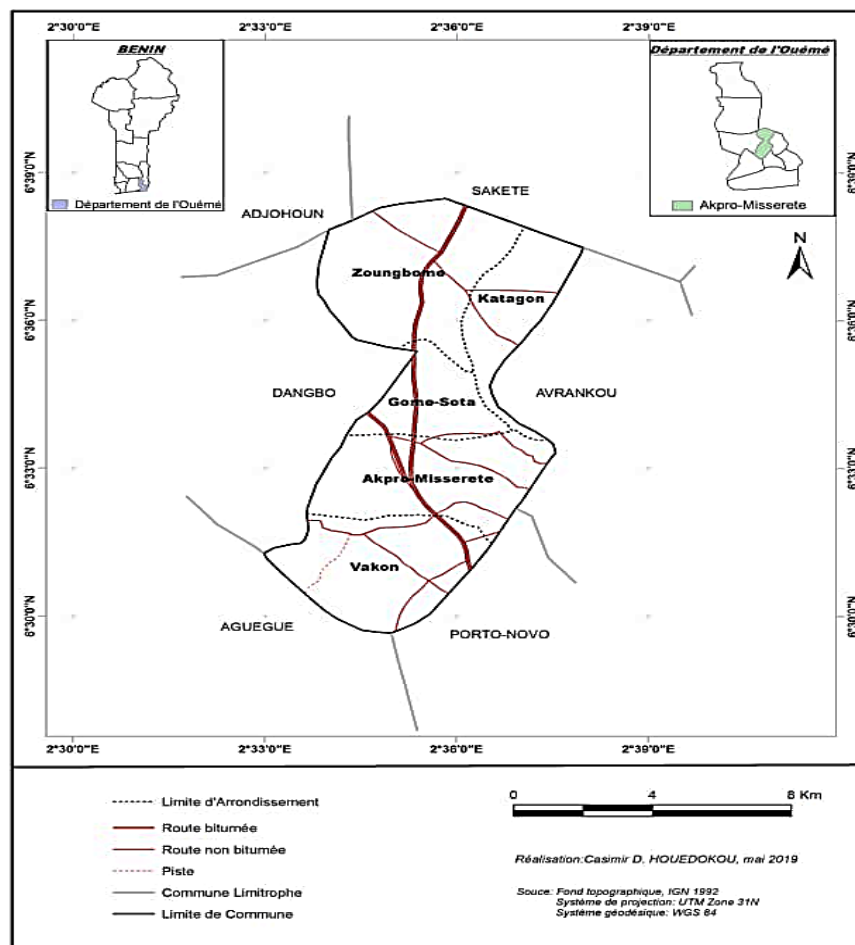 2°30'0"E 2°33'0"E 2°36'0"E 2°39'0"E
BENIN
Département de l'Ouémé
Département de l'Ouémé
Akpro-Misserete
6°39'0"N 6°39'0"N
SAKETE
ADJOHOUN
N
Zoungbome
Katagon
6°36'0"N 6°36'0"N
DANGBO
AVRANKOU
Gome-Sota
6°33'0"N 6°33'0"N
Akpro-Misserete
Vakon
6°30'0"N 6°30'0"N
AGUEGUE
PORTO-NOVO
2°30'0"E 2°33'0"E 2°36'0"E 2°39'0"E
Limite d'Arrondissement
Route bitumée
Route non bitumée
Piste
Commune Limitrophe
Limite de Commune
0 4 8 Km
Réalisation:Casimir D. HOUEDOKOU, mai 2019
Souce: Fond topographique, IGN 1992
Système de projection: UTM Zone 31N
Système géodésique: WGS 84